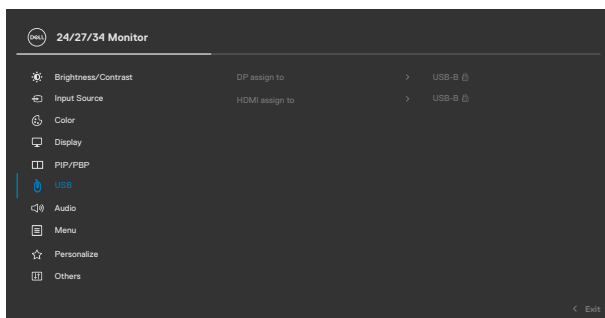 DELL 24/27/34 Monitor
Brightness/Contrast DP assign to > USB-B
Input Source HDMI assign to > USB-B
Color
Display
PIP/PBP
USB
Audio
Menu
Personalize
Others
< Exit